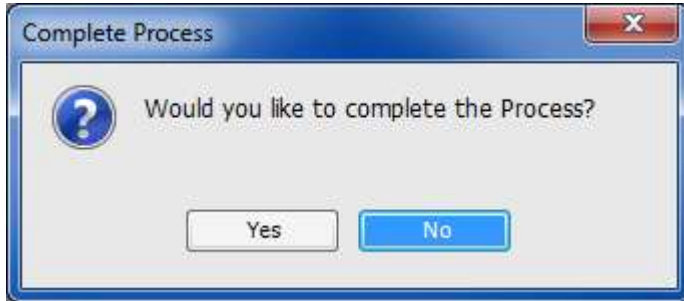 Complete Process
Would you like to complete the Process?
Yes No